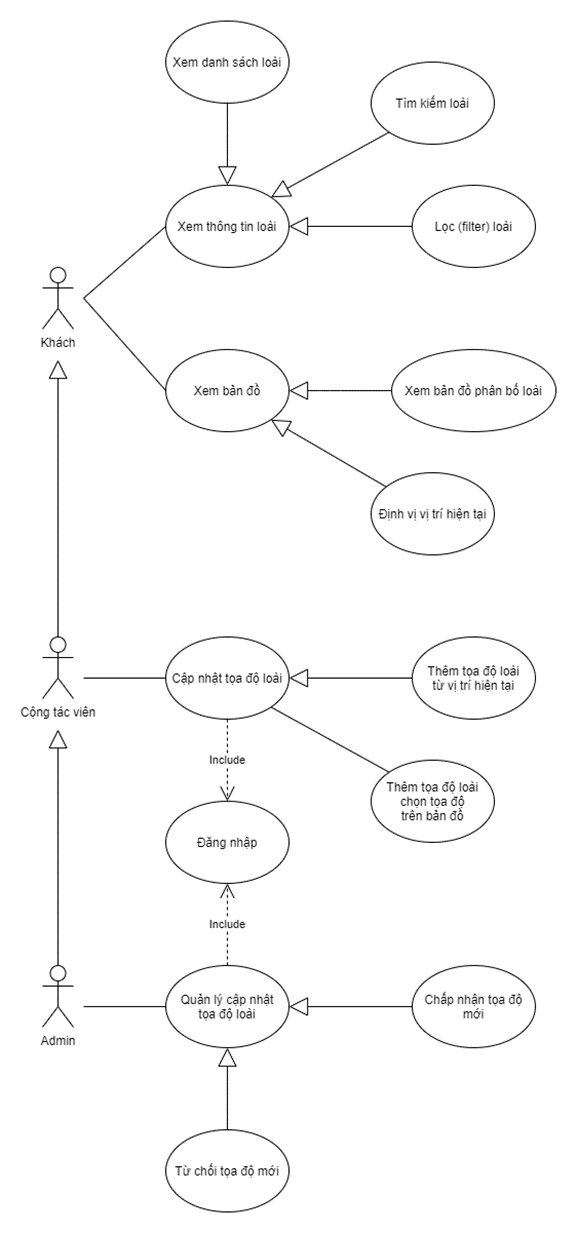 Xem danh sách loài
Tìm kiếm loài
Xem thông tin loài
Lọc (filter) loài
Khách
Xem bản đồ
Xem bản đồ phân bố loài
Định vị vị trí hiện tại
Cộng tác viên
Cập nhật tọa độ loài
Thêm tọa độ loài
từ vị trí hiện tại
Include
Thêm tọa độ loài
chọn tọa độ
trên bản đồ
Đăng nhập
Include
Admin
Quản lý cập nhật
tọa độ loài
Chấp nhận tọa độ
mới
Từ chối tọa độ mới